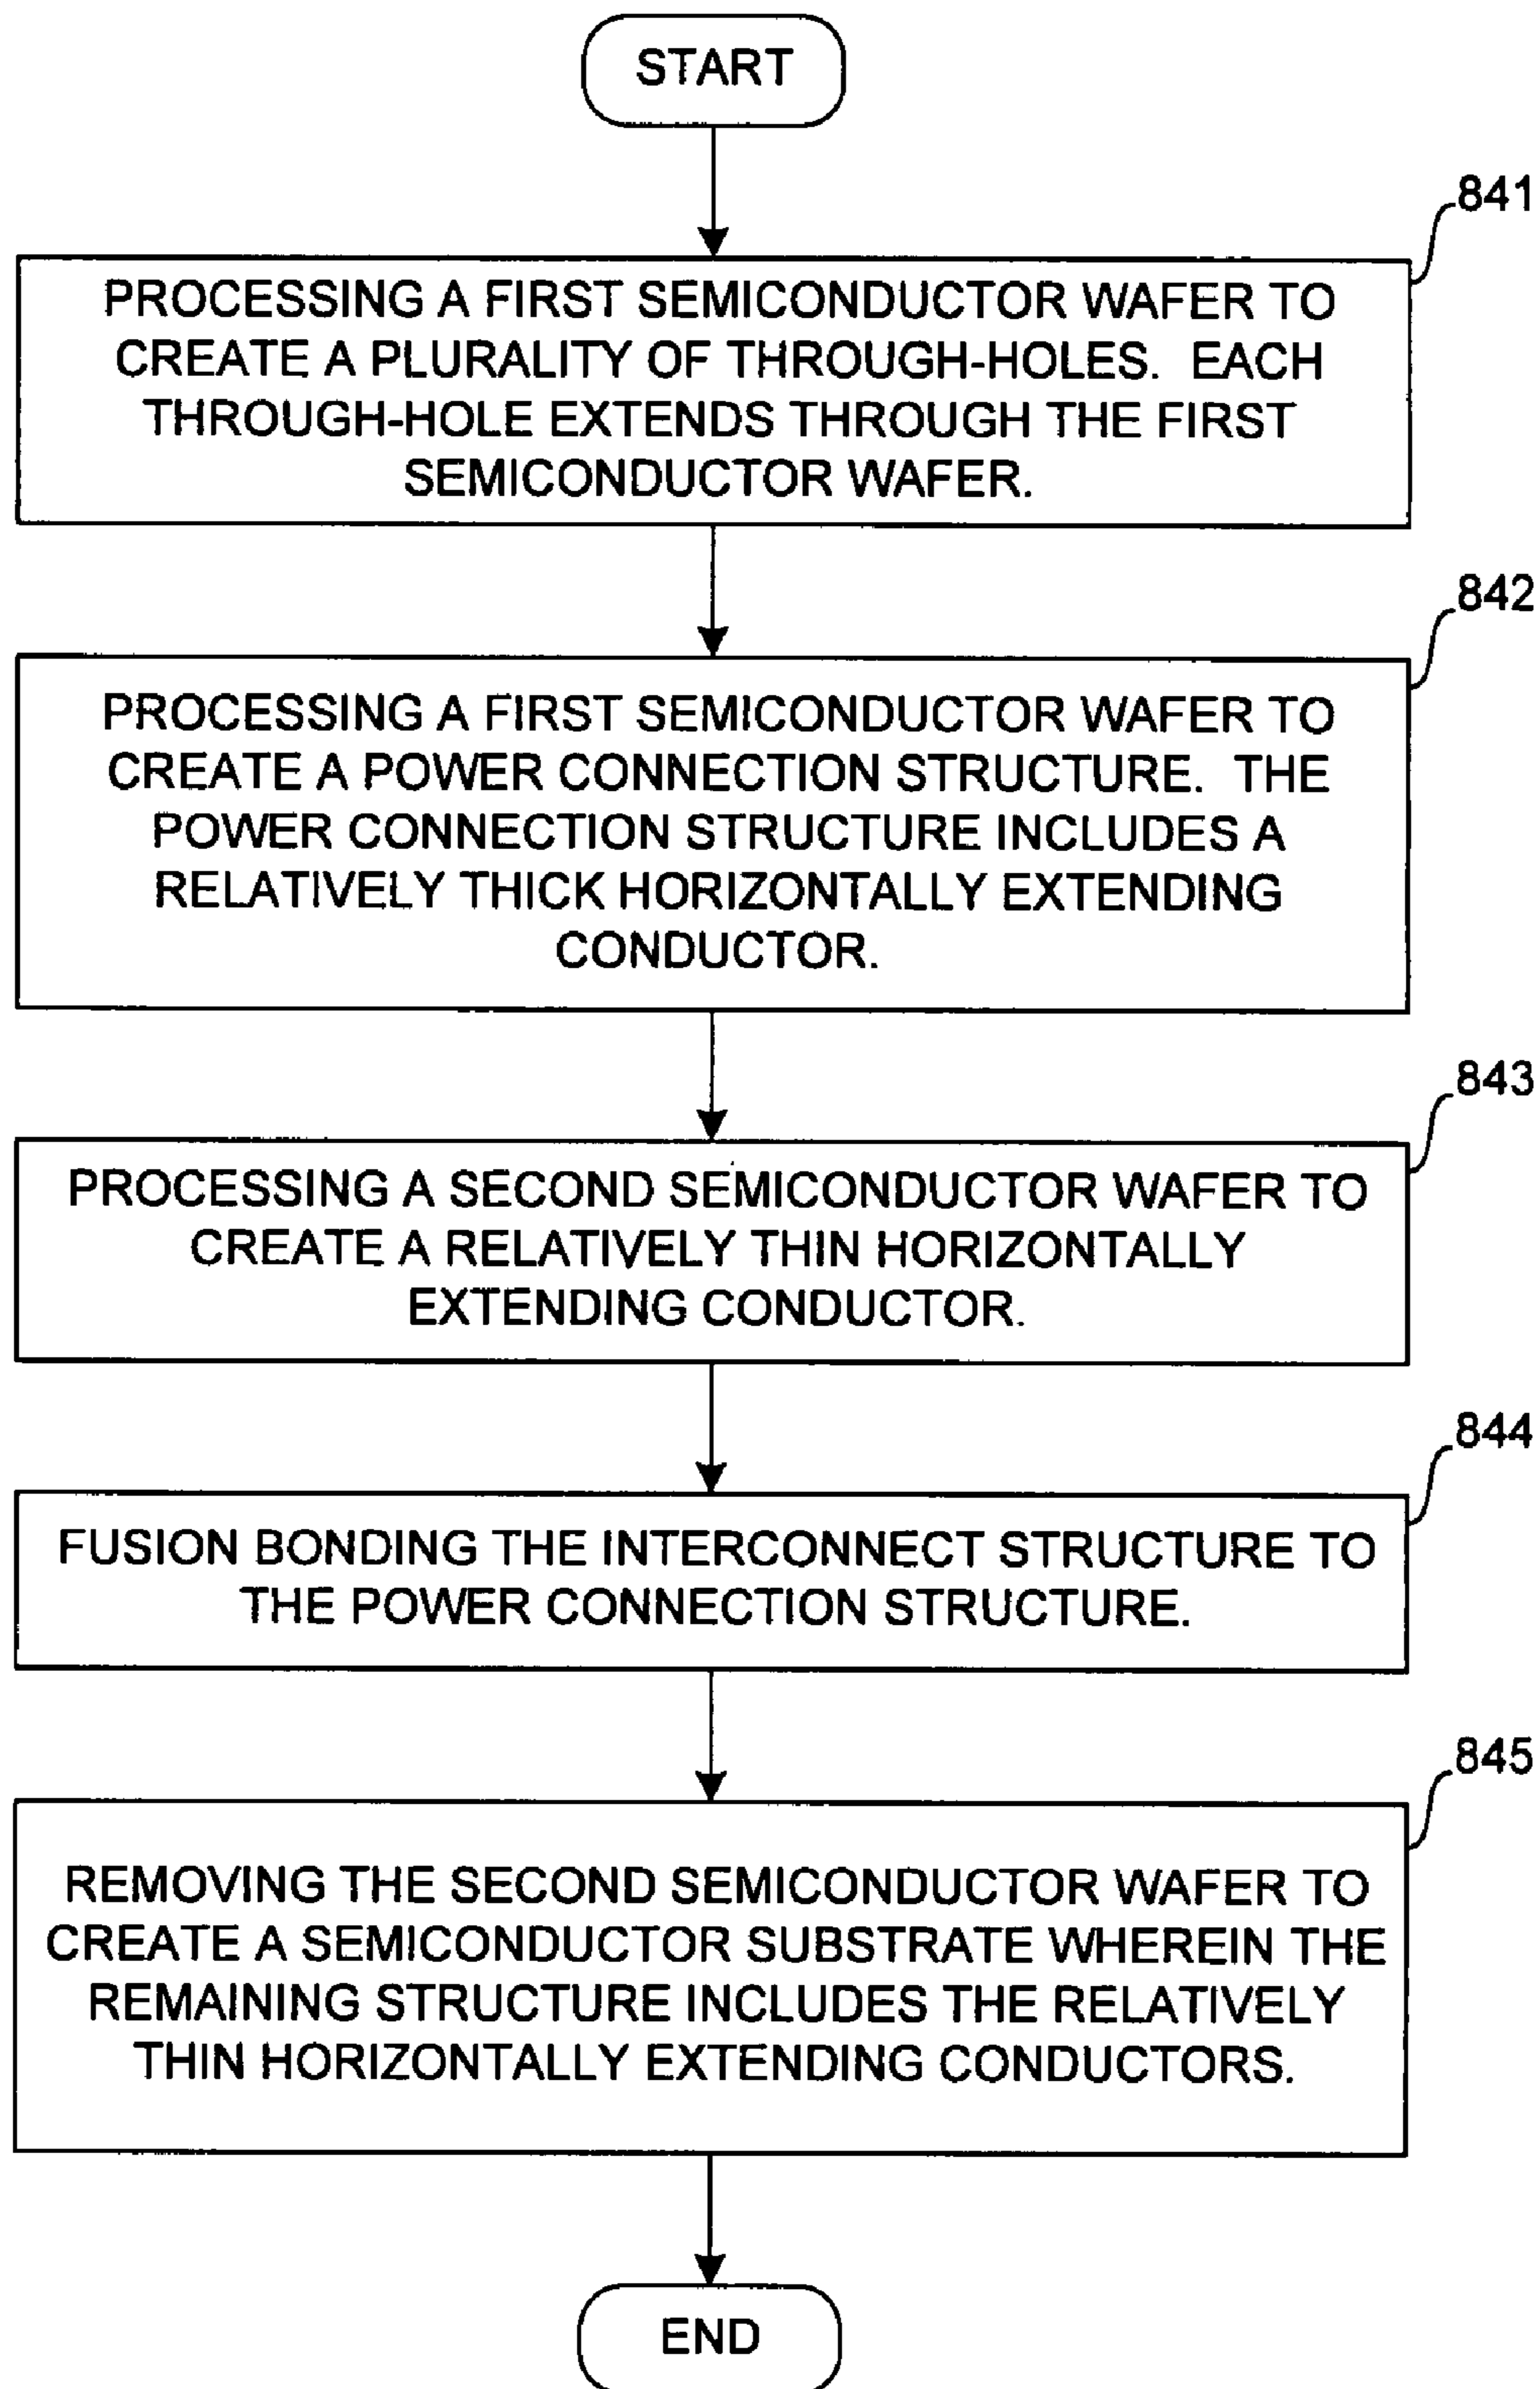 START
841
PROCESSING A FIRST SEMICONDUCTOR WAFER TO
CREATE A PLURALITY OF THROUGH-HOLES. EACH
THROUGH-HOLE EXTENDS THROUGH THE FIRST
SEMICONDUCTOR WAFER.
842
PROCESSING A FIRST SEMICONDUCTOR WAFER TO
CREATE A POWER CONNECTION STRUCTURE. THE
POWER CONNECTION STRUCTURE INCLUDES A
RELATIVELY THICK HORIZONTALLY EXTENDING
CONDUCTOR.
843
PROCESSING A SECOND SEMICONDUCTOR WAFER TO
CREATE A RELATIVELY THIN HORIZONTALLY
EXTENDING CONDUCTOR.
844
FUSION BONDING THE INTERCONNECT STRUCTURE TO
THE POWER CONNECTION STRUCTURE.
845
REMOVING THE SECOND SEMICONDUCTOR WAFER TO
CREATE A SEMICONDUCTOR SUBSTRATE WHEREIN THE
REMAINING STRUCTURE INCLUDES THE RELATIVELY
THIN HORIZONTALLY EXTENDING CONDUCTORS.
END